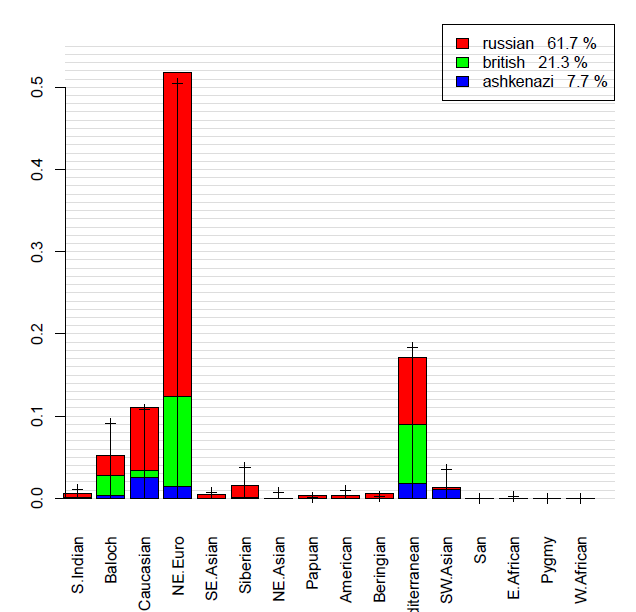 russian 61.7 %
british 21.3 %
ashkenazi 7.7 %
0.5
0.4
0.3
0.2
0.1
0.0
S.Indian
Baloch
Caucasian
NE.Euro
SE.Asian
Siberian
NE.Asian
Papuan
American
Beringian
diterranean
SW.Asian
San
E.African
Pygmy
W.African